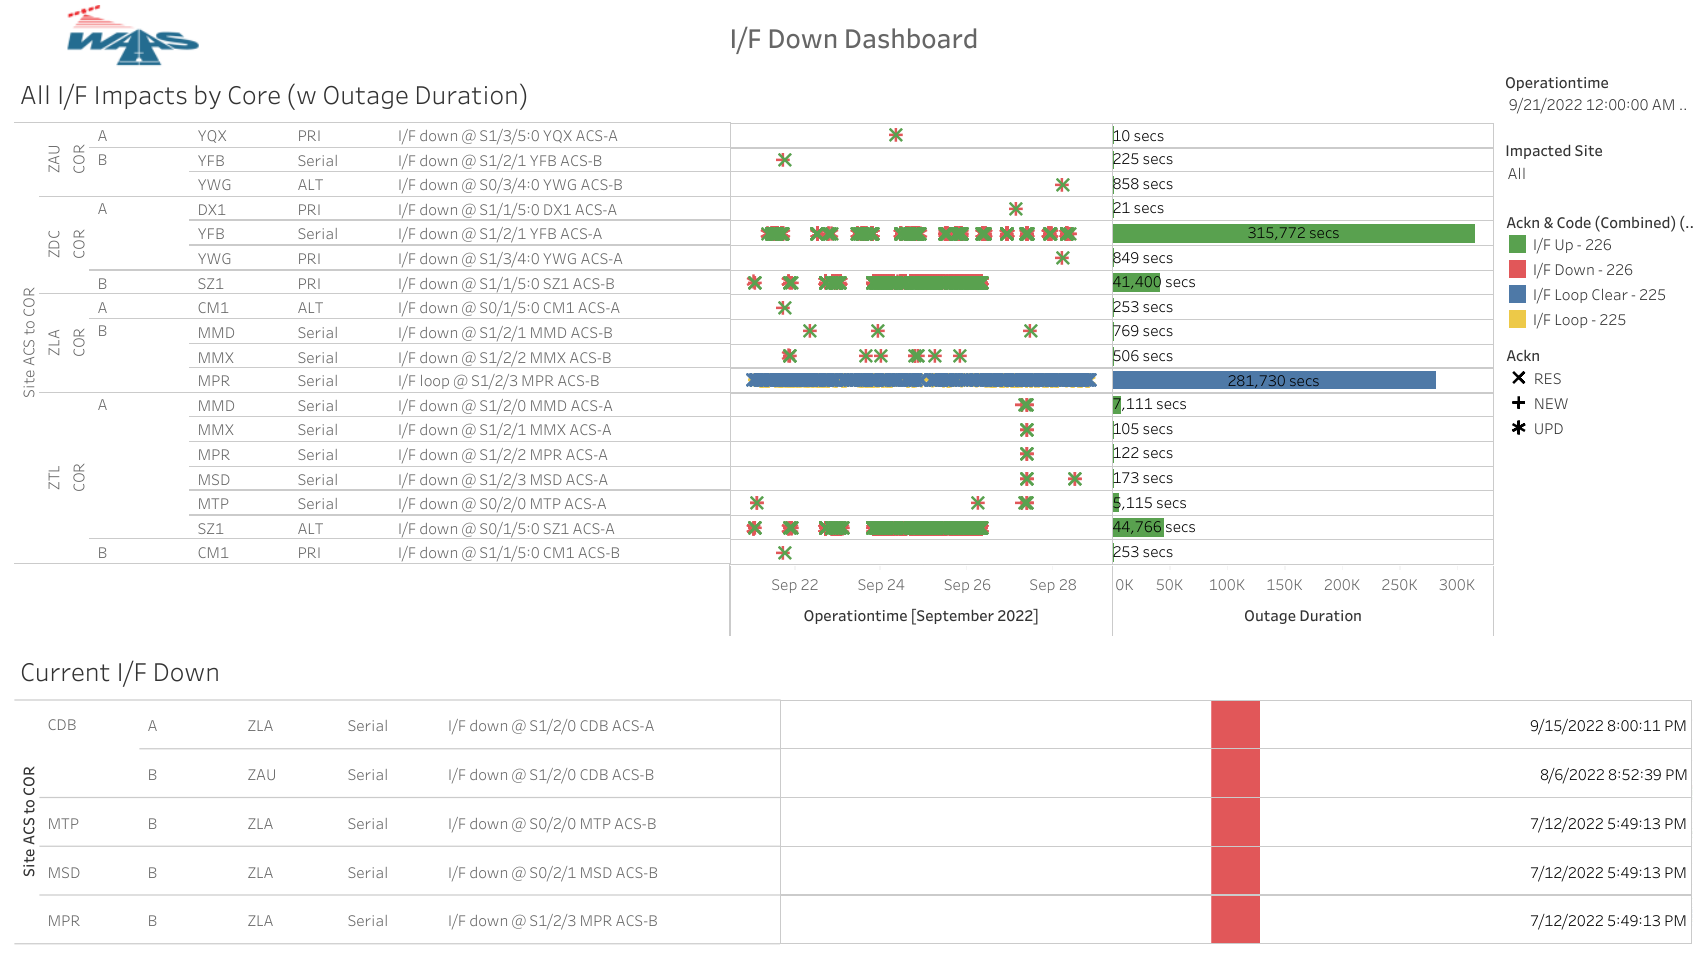 WAAS
I/F Down Dashboard
All I/F Impacts by Core (w Outage Duration)
Operationtime
9/21/2022 12:00:00 AM ..
Impacted Site
All
Ackn & Code (Combined) (..
I/F Up - 226
I/F Down - 226
I/F Loop Clear - 225
I/F Loop - 225
Ackn
RES
NEW
UPD
Site ACS to COR
ZAU COR A YQX PRI I/F down @ S1/3/5:0 YQX ACS-A 10 secs
B YFB Serial I/F down @ S1/2/1 YFB ACS-B 225 secs
YWG ALT I/F down @ S0/3/4:0 YWG ACS-B 858 secs
ZDC COR A DX1 PRI I/F down @ S1/1/5:0 DX1 ACS-A 21 secs
YFB Serial I/F down @ S1/2/1 YFB ACS-A 315,772 secs
YWG PRI I/F down @ S1/3/4:0 YWG ACS-A 849 secs
B SZ1 PRI I/F down @ S1/1/5:0 SZ1 ACS-B 41,400 secs
ZLA COR A CM1 ALT I/F down @ S0/1/5:0 CM1 ACS-A 253 secs
B MMD Serial I/F down @ S1/2/1 MMD ACS-B 769 secs
MMX Serial I/F down @ S1/2/2 MMX ACS-B 506 secs
MPR Serial I/F loop @ S1/2/3 MPR ACS-B 281,730 secs
ZTL COR A MMD Serial I/F down @ S1/2/0 MMD ACS-A 7,111 secs
MMX Serial I/F down @ S1/2/1 MMX ACS-A 105 secs
MPR Serial I/F down @ S1/2/2 MPR ACS-A 122 secs
MSD Serial I/F down @ S1/2/3 MSD ACS-A 173 secs
MTP Serial I/F down @ S0/2/0 MTP ACS-A 5,115 secs
SZ1 ALT I/F down @ S0/1/5:0 SZ1 ACS-A 44,766 secs
B CM1 PRI I/F down @ S1/1/5:0 CM1 ACS-B 253 secs
Sep 22 Sep 24 Sep 26 Sep 28 0K 50K 100K 150K 200K 250K 300K
Operationtime [September 2022] Outage Duration
Current I/F Down
Site ACS to COR
CDB A ZLA Serial I/F down @ S1/2/0 CDB ACS-A 9/15/2022 8:00:11 PM
B ZAU Serial I/F down @ S1/2/0 CDB ACS-B 8/6/2022 8:52:39 PM
MTP B ZLA Serial I/F down @ S0/2/0 MTP ACS-B 7/12/2022 5:49:13 PM
MSD B ZLA Serial I/F down @ S0/2/1 MSD ACS-B 7/12/2022 5:49:13 PM
MPR B ZLA Serial I/F down @ S1/2/3 MPR ACS-B 7/12/2022 5:49:13 PM